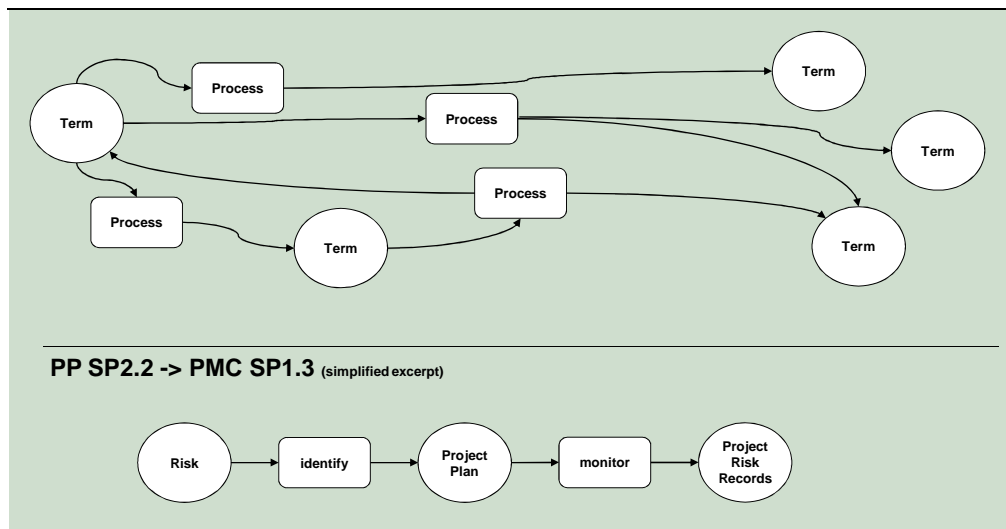 Term
Process
Process
Term
Term
Process
Term
Process
Term
PP SP2.2 -> PMC SP1.3 (simplified excerpt)
Risk
identify
Project
Plan
monitor
Project
Risk
Records